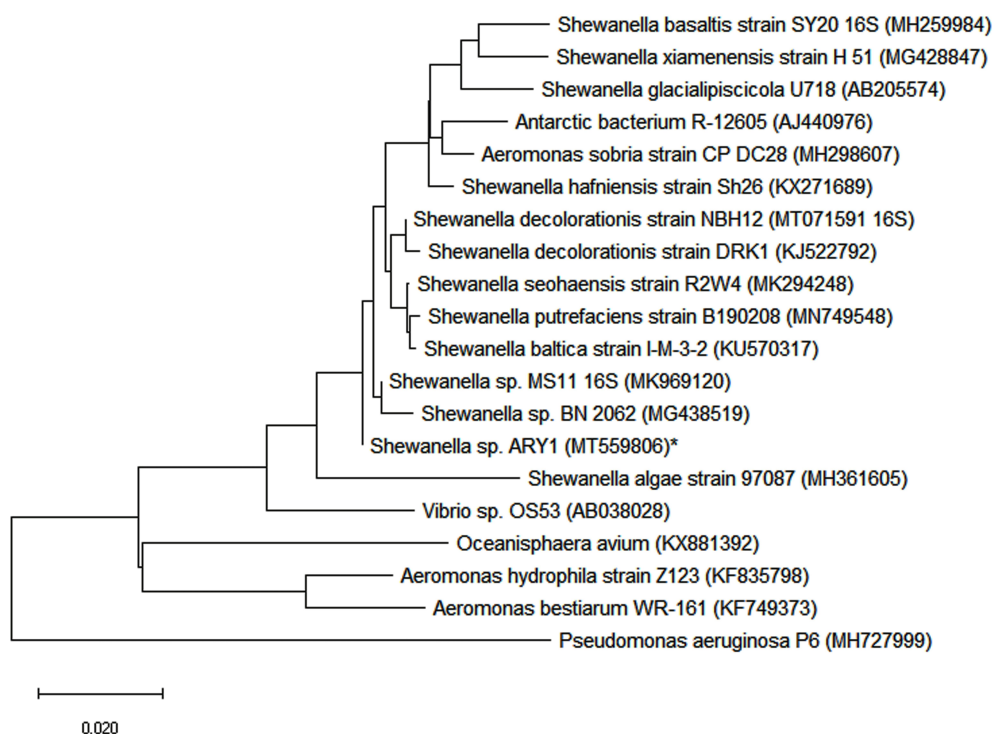 Shewanella basaltis strain SY20 16S (MH259984)
Shewanella xiamenensis strain H 51 (MG428847)
Shewanella glacialipiscicola U718 (AB205574)
Antarctic bacterium R-12605 (AJ440976)
Aeromonas sobria strain CP DC28 (MH298607)
Shewanella hafniensis strain Sh26 (KX271689)
Shewanella decolorationis strain NBH12 (MT071591 16S)
Shewanella decolorationis strain DRK1 (KJ522792)
Shewanella seohaensis strain R2W4 (MK294248)
Shewanella putrefaciens strain B190208 (MN749548)
Shewanella baltica strain I-M-3-2 (KU570317)
Shewanella sp. MS11 16S (MK969120)
Shewanella sp. BN 2062 (MG438519)
Shewanella sp. ARY1 (MT559806)*
Shewanella algae strain 97087 (MH361605)
Vibrio sp. OS53 (AB038028)
Oceanisphaera avium (KX881392)
Aeromonas hydrophila strain Z123 (KF835798)
Aeromonas bestiarum WR-161 (KF749373)
Pseudomonas aeruginosa P6 (MH727999)
0.020